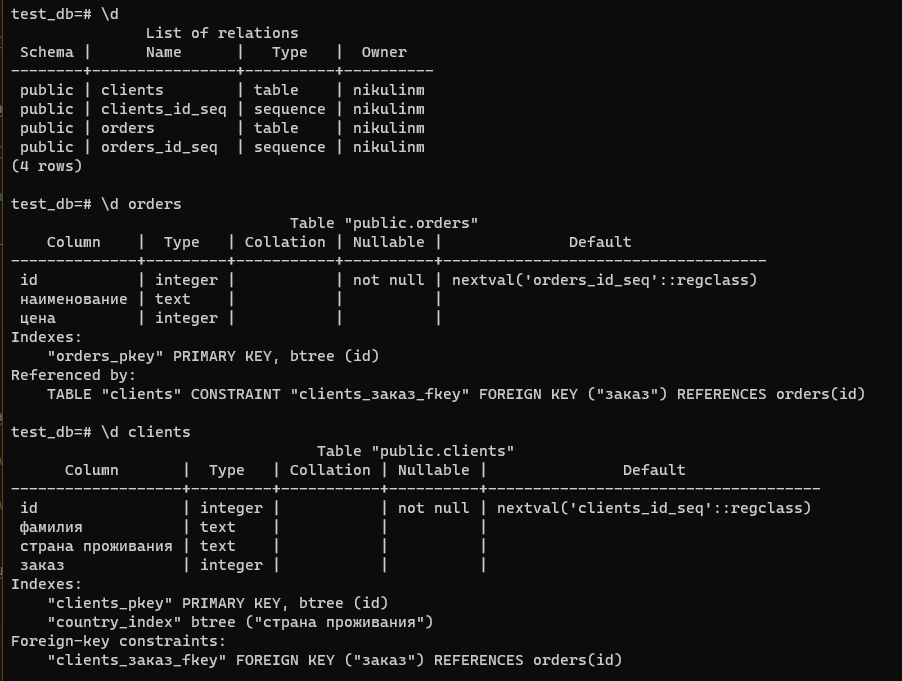 test_db=# \d
               List of relations
 Schema |      Name      |   Type   |  Owner
--------+----------------+----------+----------
 public | clients        | table    | nikulinm
 public | clients_id_seq | sequence | nikulinm
 public | orders         | table    | nikulinm
 public | orders_id_seq  | sequence | nikulinm
(4 rows)

test_db=# \d orders
                               Table "public.orders"
    Column    |  Type   | Collation | Nullable |              Default
--------------+---------+-----------+----------+------------------------------------
 id           | integer |           | not null | nextval('orders_id_seq'::regclass)
 наименование | text    |           |          |
 цена         | integer |           |          |
Indexes:
    "orders_pkey" PRIMARY KEY, btree (id)
Referenced by:
    TABLE "clients" CONSTRAINT "clients_заказ_fkey" FOREIGN KEY ("заказ") REFERENCES orders(id)

test_db=# \d clients
                                  Table "public.clients"
      Column       |  Type   | Collation | Nullable |               Default
-------------------+---------+-----------+----------+-------------------------------------
 id                | integer |           | not null | nextval('clients_id_seq'::regclass)
 фамилия           | text    |           |          |
 страна проживания | text    |           |          |
 заказ             | integer |           |          |
Indexes:
    "clients_pkey" PRIMARY KEY, btree (id)
    "country_index" btree ("страна проживания")
Foreign-key constraints:
    "clients_заказ_fkey" FOREIGN KEY ("заказ") REFERENCES orders(id)